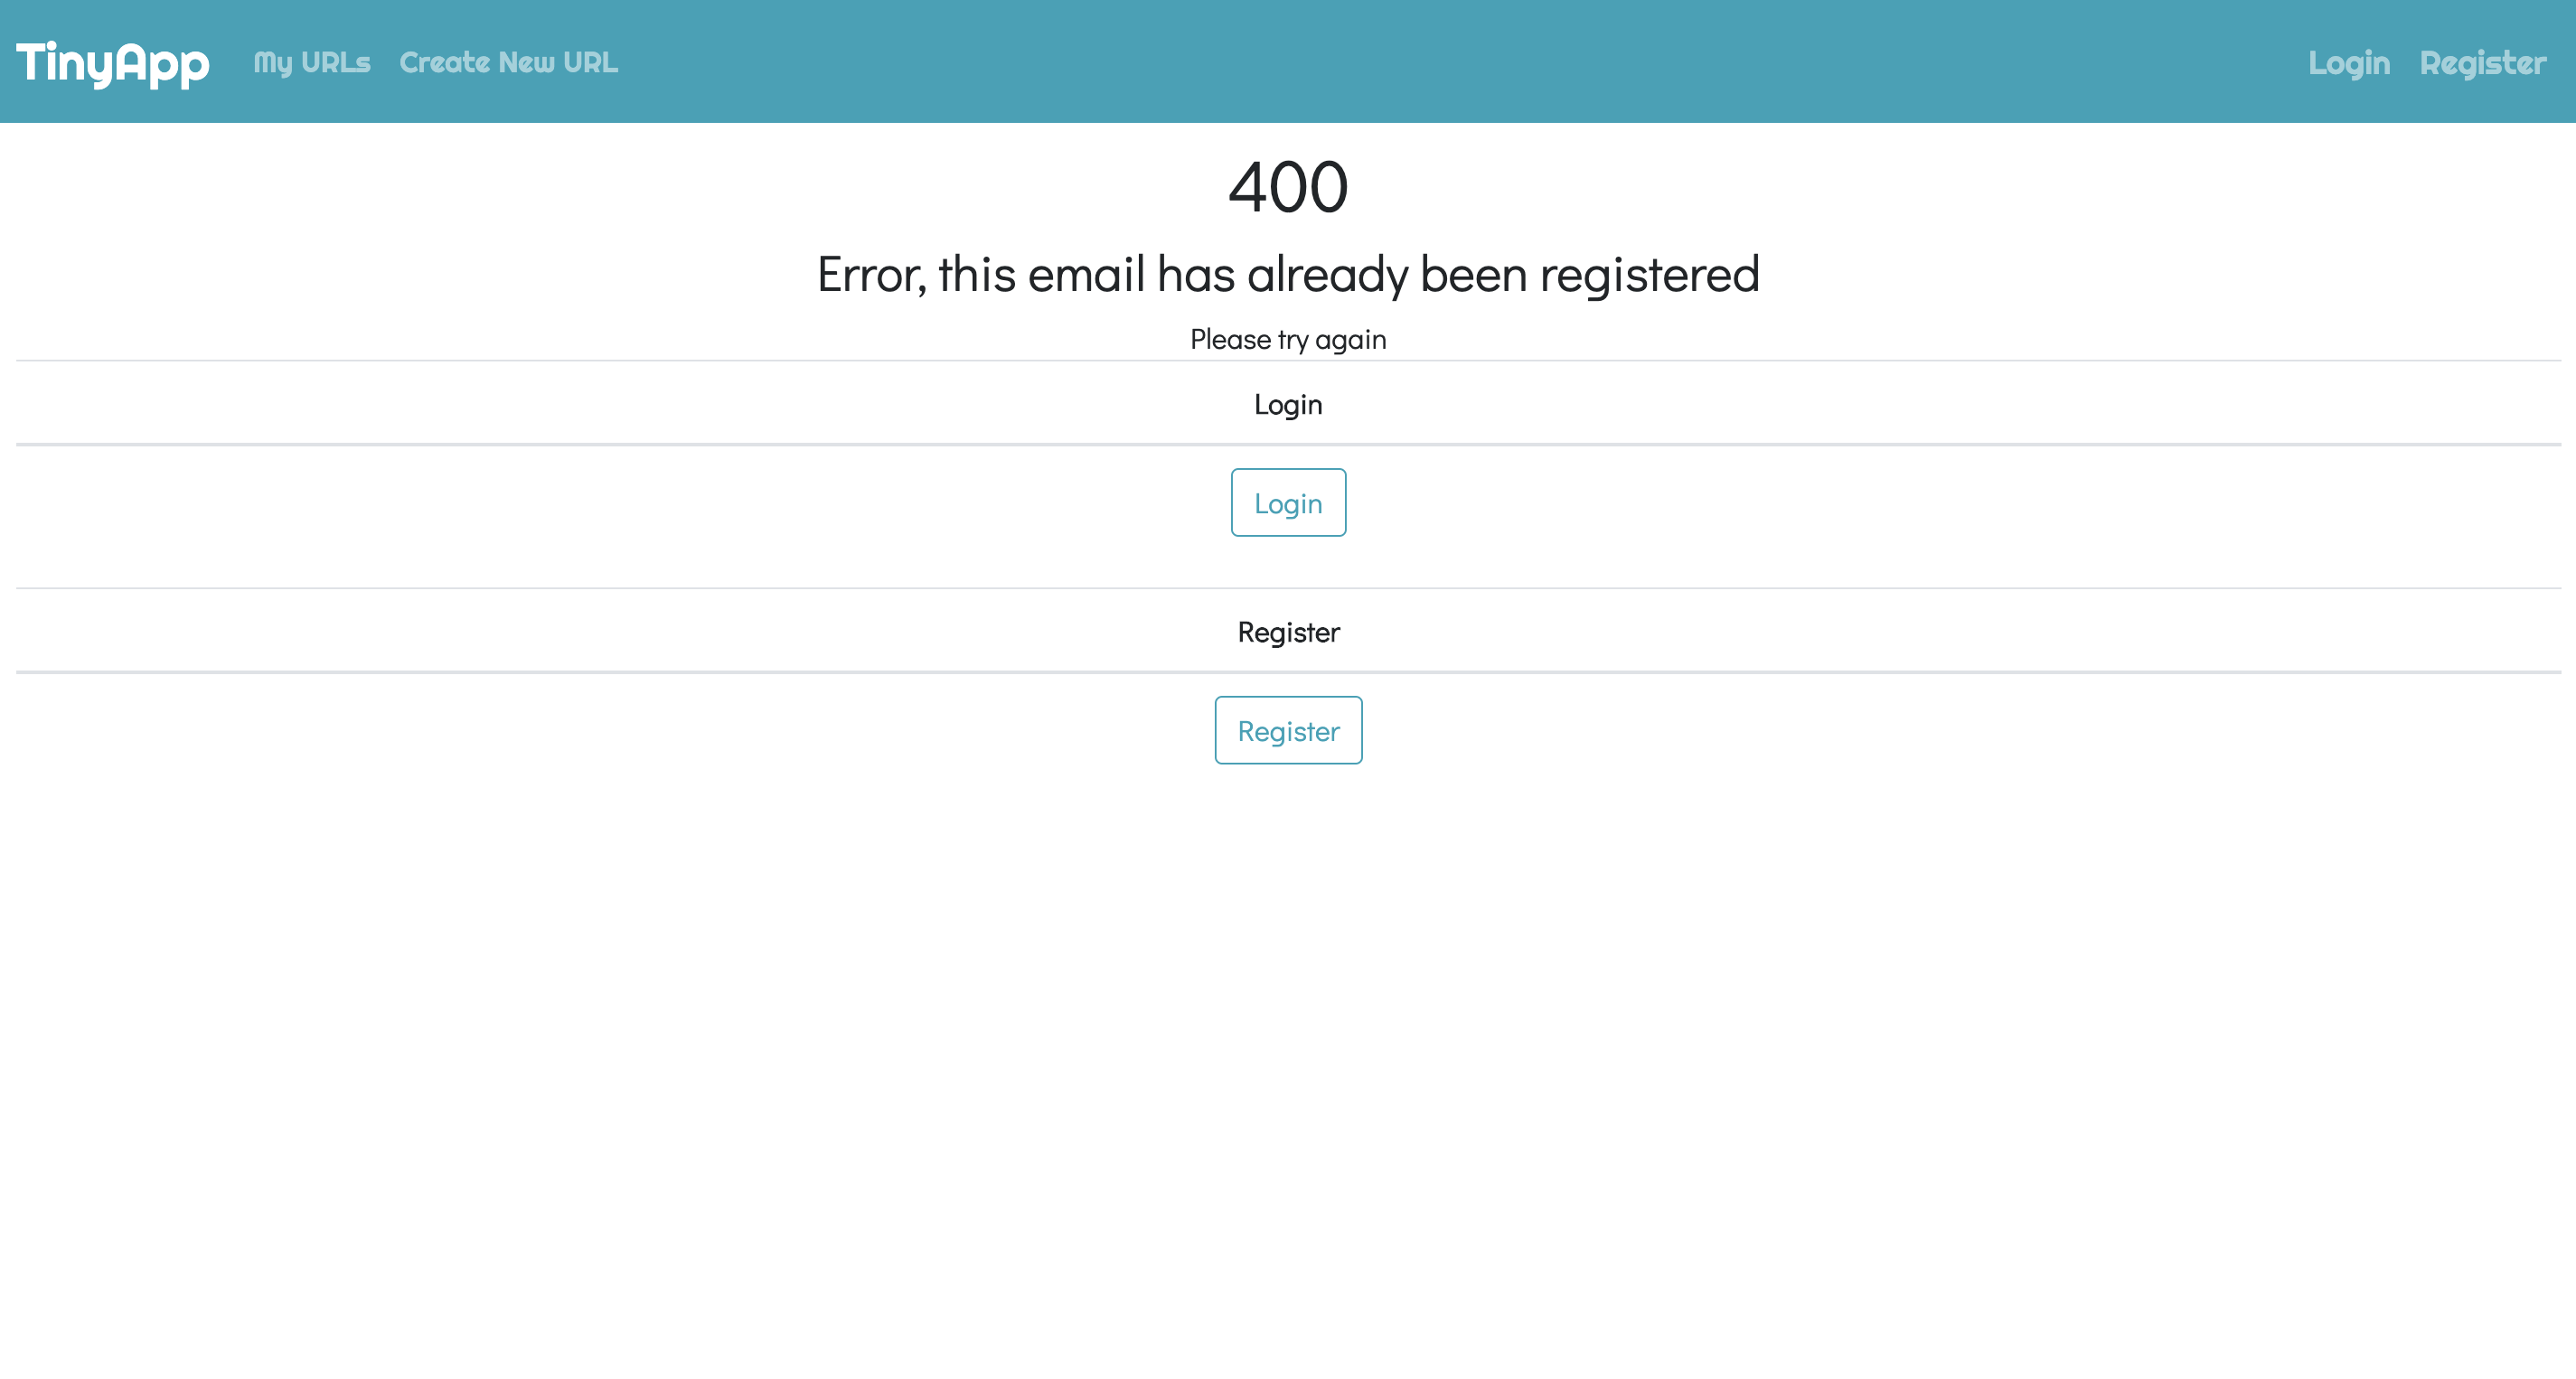 TinyApp My URLs Create New URL Login Register
400
Error, this email has already been registered
Please try again
Login
Login
Register
Register